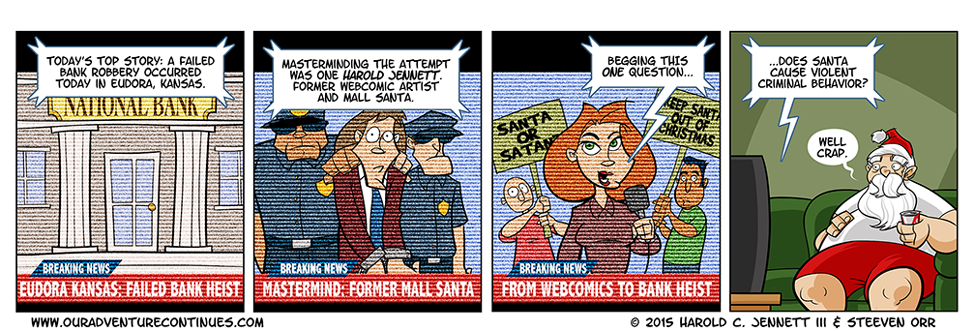 TODAY'S TOP STORY: A FAILED
BANK ROBBERY OCCURRED
TODAY IN EUDORA, KANSAS.
NATIONAL BANK
BREAKING NEWS
EUDORA KANSAS: FAILED BANK HEIST
MASTERMINDING THE ATTEMPT
WAS ONE HAROLD JENNETT.
FORMER WEBCOMIC ARTIST
AND MALL SANTA.
BREAKING NEWS
MASTERMIND: FORMER MALL SANTA
BEGGING THIS
ONE QUESTION...
SANTA
OR
SATAN
KEEP SANTA
OUT OF
CHRISTMAS
BREAKING NEWS
FROM WEBCOMICS TO BANK HEIST
...DOES SANTA
CAUSE VIOLENT
CRIMINAL BEHAVIOR?
WELL
CRAP.
WWW.OURADVENTURECONTINUES.COM
© 2015 HAROLD C. JENNETT III & STEEVEN ORR